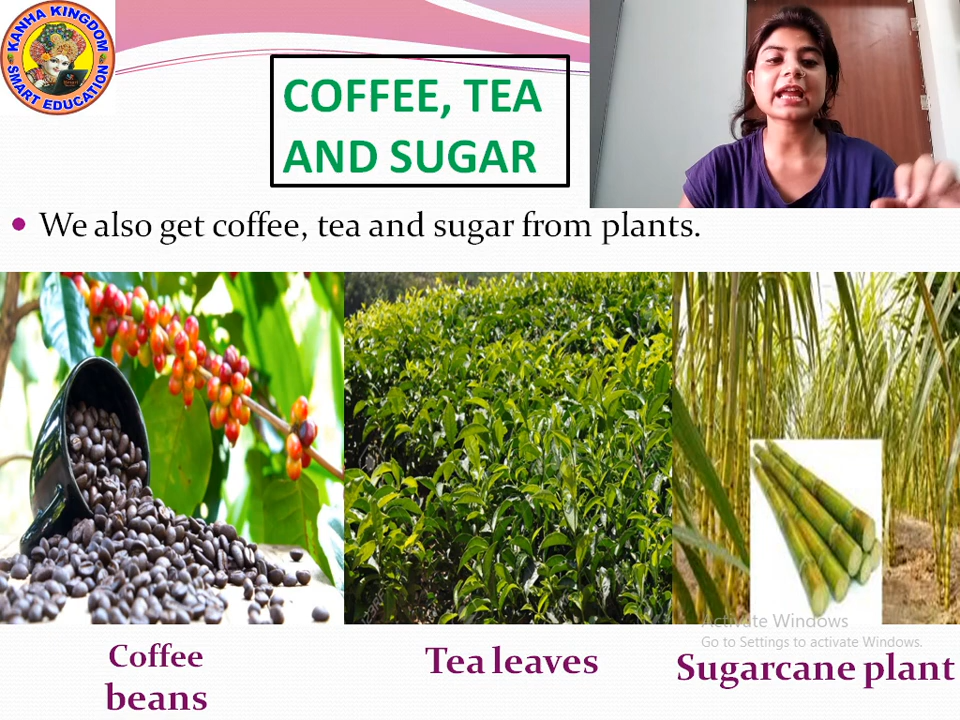 KANHA KINGDOM
SMART EDUCATION
COFFEE, TEA
AND SUGAR
We also get coffee, tea and sugar from plants.
Activate Windows
Go to Settings to activate Windows.
Coffee
beans
Tea leaves
Sugarcane plant